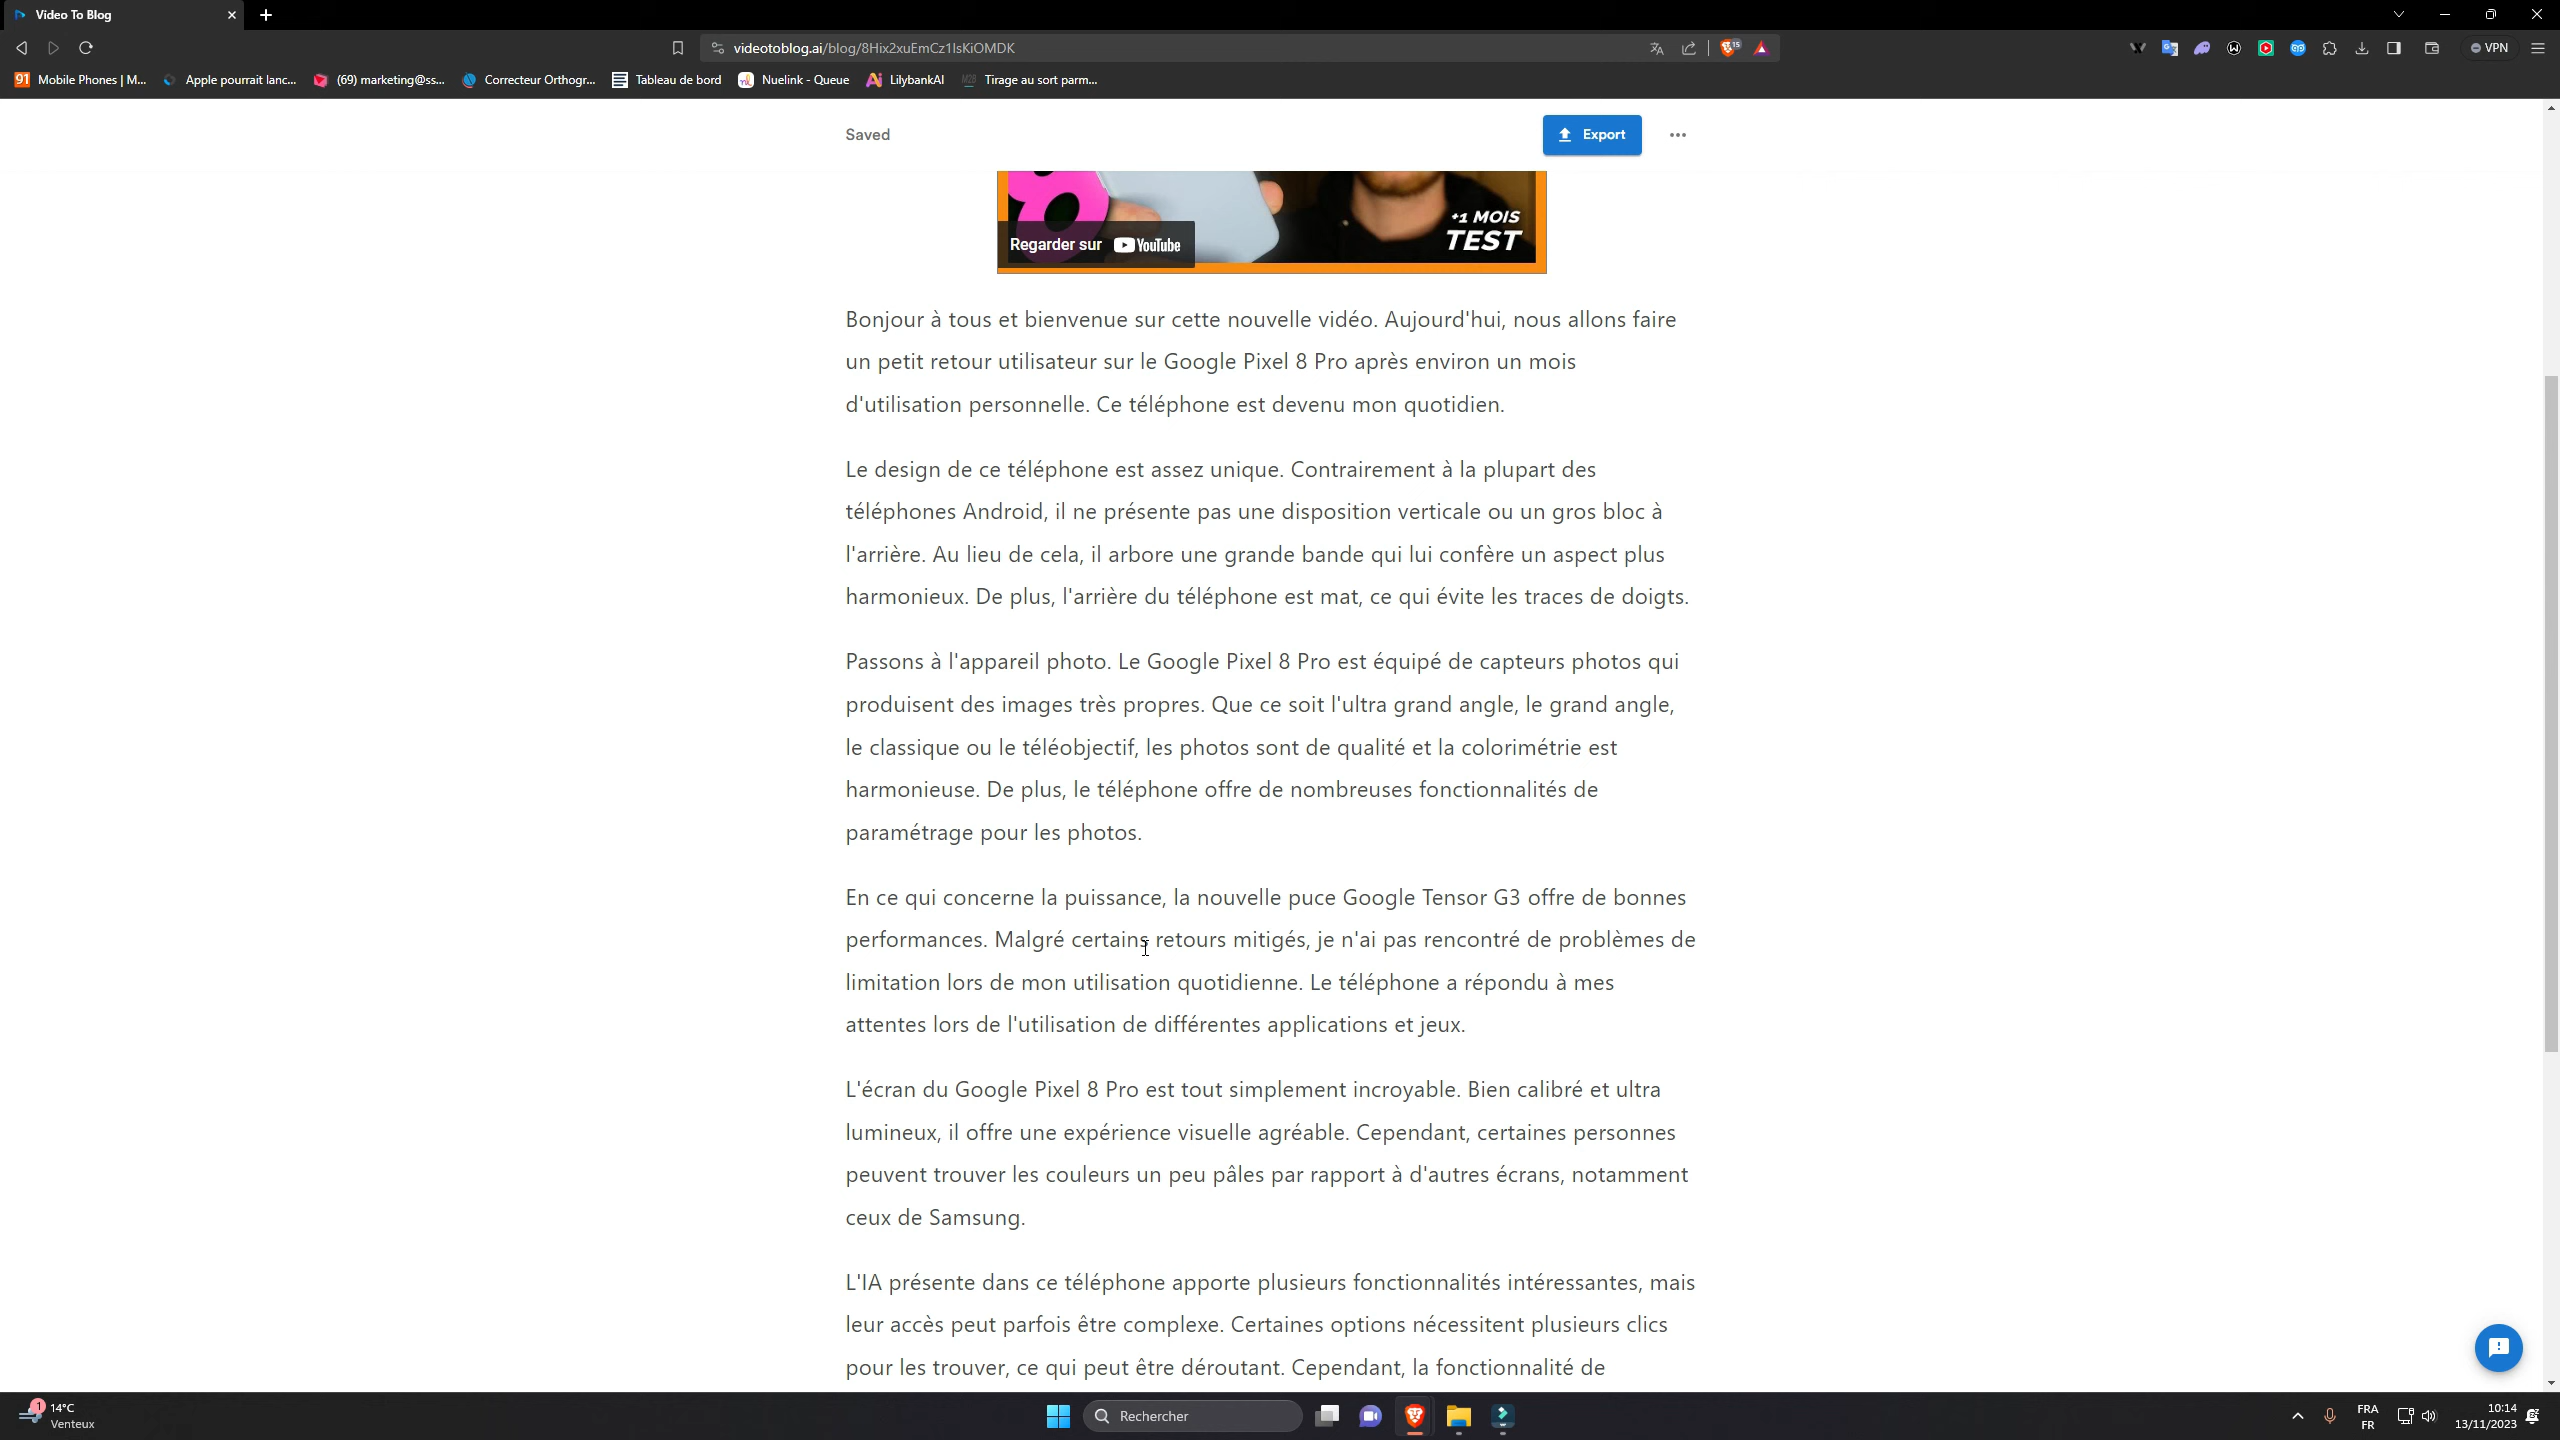 Video To Blog
videotoblog.ai/blog/8Hix2xuEmCz1IsKiOMDK
15
VPN
Mobile Phones | M...
Apple pourrait lanc...
(69) marketing@ss...
Correcteur Orthogr...
Tableau de bord
Nuelink - Queue
LilybankAI
Tirage au sort parm...
Saved
Export
Regarder sur YouTube
+1 MOIS
TEST
Bonjour à tous et bienvenue sur cette nouvelle vidéo. Aujourd'hui, nous allons faire
un petit retour utilisateur sur le Google Pixel 8 Pro après environ un mois
d'utilisation personnelle. Ce téléphone est devenu mon quotidien.
Le design de ce téléphone est assez unique. Contrairement à la plupart des
téléphones Android, il ne présente pas une disposition verticale ou un gros bloc à
l'arrière. Au lieu de cela, il arbore une grande bande qui lui confère un aspect plus
harmonieux. De plus, l'arrière du téléphone est mat, ce qui évite les traces de doigts.
Passons à l'appareil photo. Le Google Pixel 8 Pro est équipé de capteurs photos qui
produisent des images très propres. Que ce soit l'ultra grand angle, le grand angle,
le classique ou le téléobjectif, les photos sont de qualité et la colorimétrie est
harmonieuse. De plus, le téléphone offre de nombreuses fonctionnalités de
paramétrage pour les photos.
En ce qui concerne la puissance, la nouvelle puce Google Tensor G3 offre de bonnes
performances. Malgré certains retours mitigés, je n'ai pas rencontré de problèmes de
limitation lors de mon utilisation quotidienne. Le téléphone a répondu à mes
attentes lors de l'utilisation de différentes applications et jeux.
L'écran du Google Pixel 8 Pro est tout simplement incroyable. Bien calibré et ultra
lumineux, il offre une expérience visuelle agréable. Cependant, certaines personnes
peuvent trouver les couleurs un peu pâles par rapport à d'autres écrans, notamment
ceux de Samsung.
L'IA présente dans ce téléphone apporte plusieurs fonctionnalités intéressantes, mais
leur accès peut parfois être complexe. Certaines options nécessitent plusieurs clics
pour les trouver, ce qui peut être déroutant. Cependant, la fonctionnalité de
1
14°C
Venteux
Rechercher
FRA
FR
10:14
13/11/2023